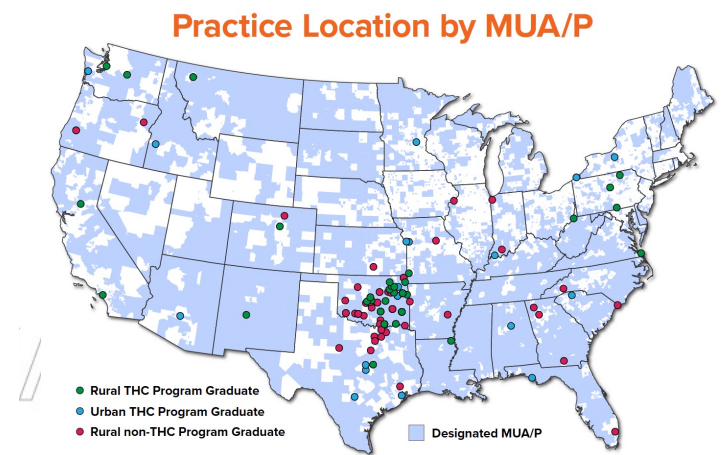 Practice Location by MUA/P
Rural THC Program Graduate
Urban THC Program Graduate
Rural non-THC Program Graduate
Designated MUA/P